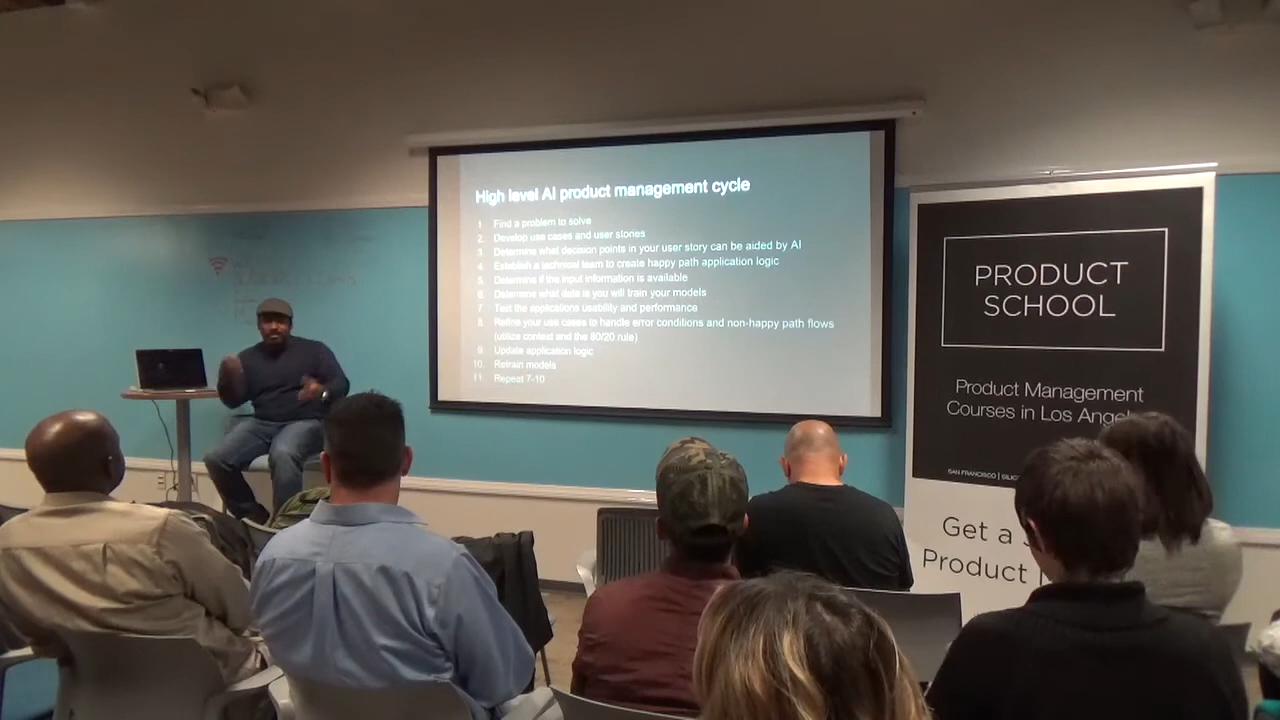 High level AI product management cycle
1. Find a problem to solve
2. Develop use cases and user stories
3. Determine what decision points in your user story can be aided by AI
4. Establish a technical team to create happy path application logic
5. Determine if the input information is available
6. Determine what data is you will train your models
7. Test the applications usability and performance
8. Refine your use cases to handle error conditions and non-happy path flows
(utilize context and the 80/20 rule)
9. Update application logic
10. Retrain models
11. Repeat 7-10
PRODUCT
SCHOOL
Product Management
Courses in Los Angel
SAN FRANCISCO | SILIC
Get a
Product